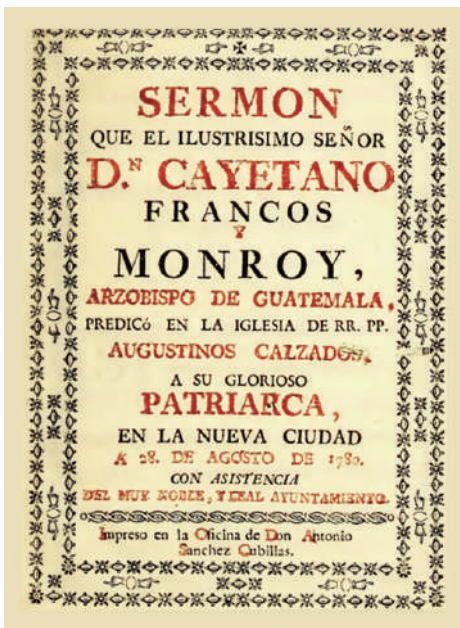 SERMON
QUE EL ILUSTRISIMO SEÑOR
D.N CAYETANO
FRANCOS
Y
MONROY,
ARZOBISPO DE GUATEMALA,
PREDICó EN LA IGLESIA DE RR. PP.
AUGUSTINOS CALZADOS,
A SU GLORIOSO
PATRIARCA,
EN LA NUEVA CIUDAD
A 28. DE AGOSTO DE 1780.
CON ASISTENCIA
DEL MUY NOBLE, Y REAL AYUNTAMIENTO.
Impreso en la Oficina de Don Antonio
Sanchez Cubillas.